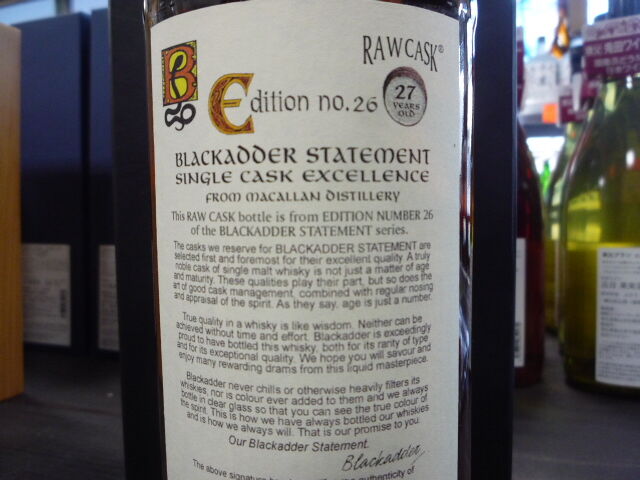 B
RAW CASK®
Edition no. 26
27
YEARS
OLD
BLACKADDER STATEMENT
SINGLE CASK EXCELLENCE
FROM MACALLAN DISTILLERY
This RAW CASK bottle is from EDITION NUMBER 26
of the BLACKADDER STATEMENT series.
The casks we reserve for BLACKADDER STATEMENT are
selected first and foremost for their excellent quality. A truly
noble cask of single malt whisky is not just a matter of age
and maturity. These qualities play their part, but so does the
art of good cask management, combined with regular nosing
and appraisal of the spirit. As they say, age is just a number.
True quality in a whisky is like wisdom. Neither can be
achieved without time and effort. Blackadder is exceedingly
proud to have bottled this whisky, both for its rarity of type
and for its exceptional quality. We hope you will savour and
enjoy many rewarding drams from this liquid masterpiece.
Blackadder never chills or otherwise heavily filters its
whiskies, nor is colour ever added to them and we always
bottle in clear glass so that you can see the true colour of
the spirit. This is how we have always bottled our whiskies
and is how we always will. That is our promise to you.
Our Blackadder Statement.
Blackadder
The above signature the authenticity of